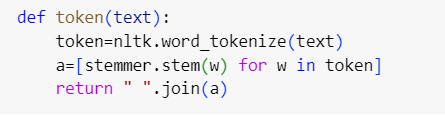 def token(text):
    token=nltk.word_tokenize(text)
    a=[stemmer.stem(w) for w in token]
    return " ".join(a)